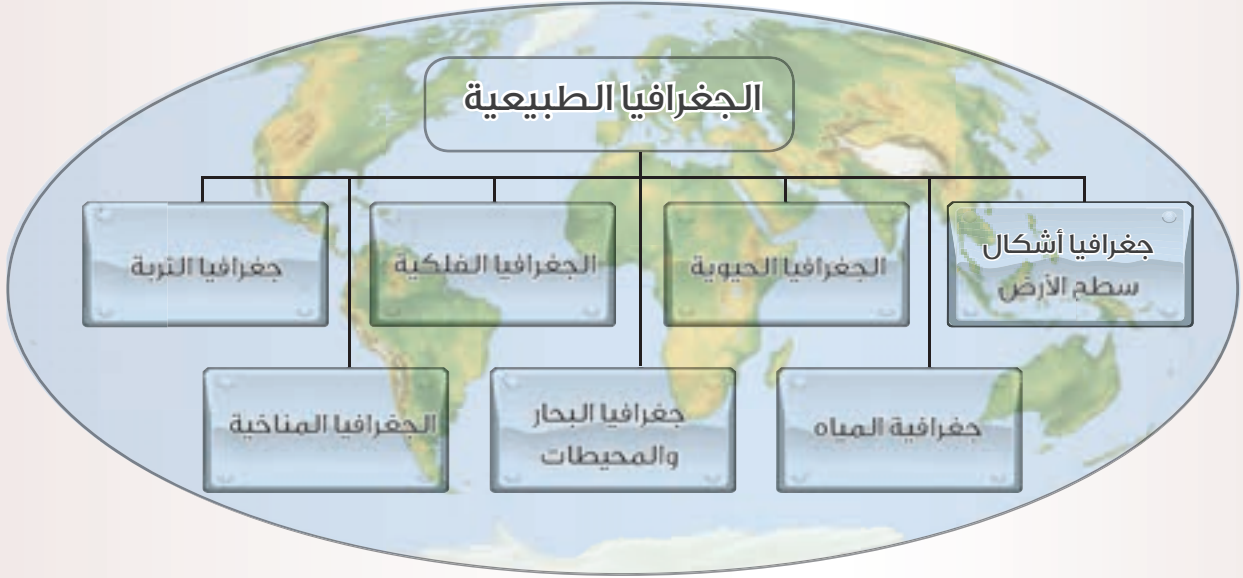 الجغرافيا الطبيعية
جغرافيا أشكال
سطح الأرض
الجغرافيا الحيوية
الجغرافيا الفلكية
جغرافيا التربة
جغرافية المياه
جغرافيا البحار
والمحيطات
الجغرافيا المناخية